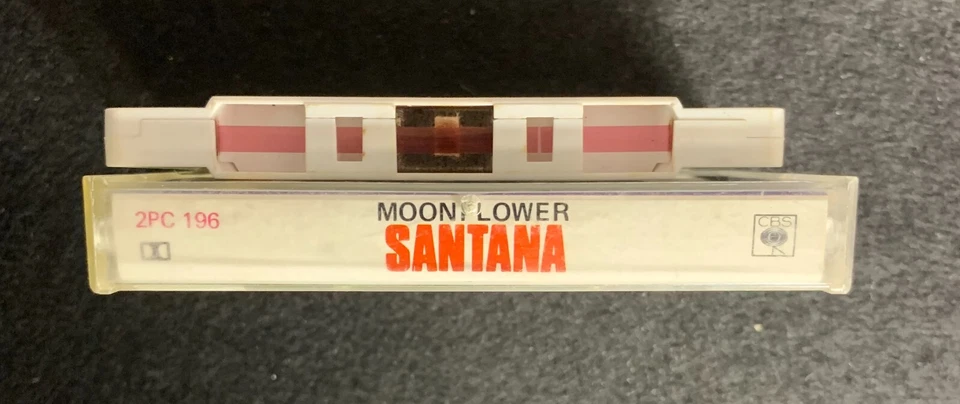 2PC 196
MOONFLOWER
SANTANA
CBS